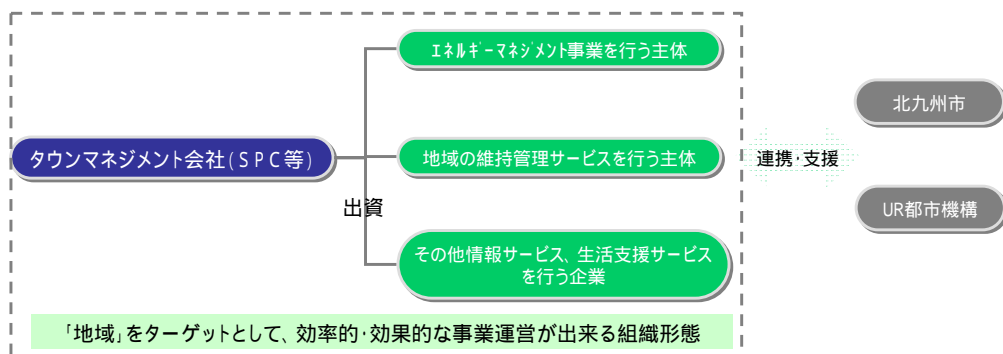 ｴﾈﾙｷﾞｰﾏﾈｼﾞﾒﾝﾄ事業を行う主体
北九州市
タウンマネジメント会社(ＳＰＣ等)
地域の維持管理サービスを行う主体
連携･支援
出資
UR都市機構
その他情報サービス、生活支援サービス
を行う企業
｢地域｣をターゲットとして、効率的･効果的な事業運営が出来る組織形態